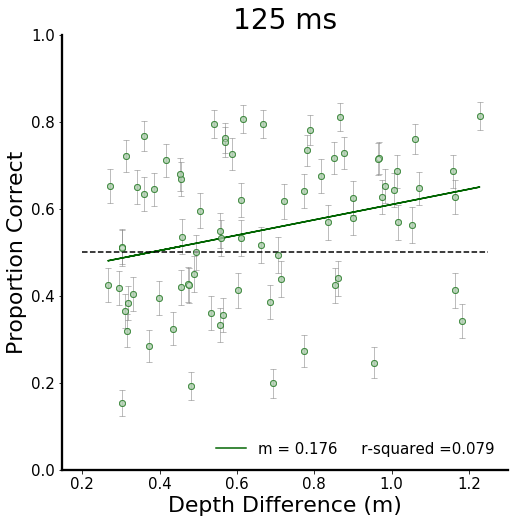 125 ms
1.0
0.8
0.6
0.4
0.2
0.0
Proportion Correct
m = 0.176 r-squared =0.079
0.2 0.4 0.6 0.8 1.0 1.2
Depth Difference (m)